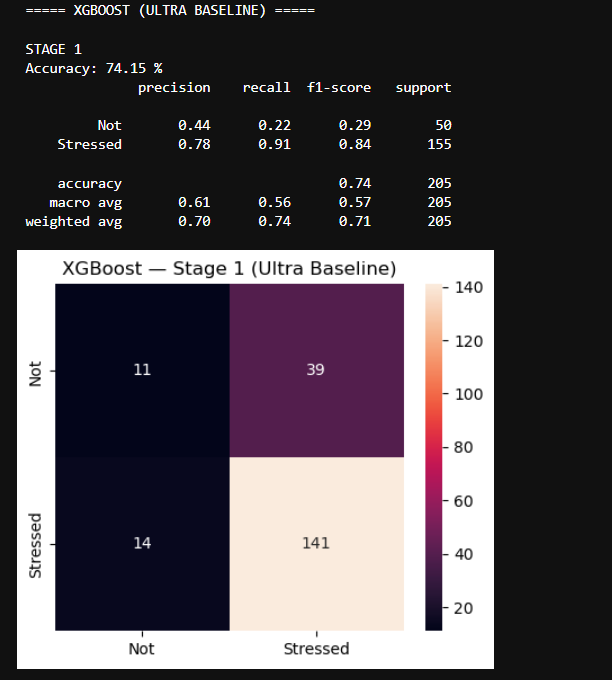 ===== XGBOOST (ULTRA BASELINE) =====
STAGE 1
Accuracy: 74.15 %
precision recall f1-score support
Not 0.44 0.22 0.29 50
Stressed 0.78 0.91 0.84 155
accuracy 0.74 205
macro avg 0.61 0.56 0.57 205
weighted avg 0.70 0.74 0.71 205
XGBoost — Stage 1 (Ultra Baseline)
Not 11 39
Stressed 14 141
Not Stressed
140
120
100
80
60
40
20